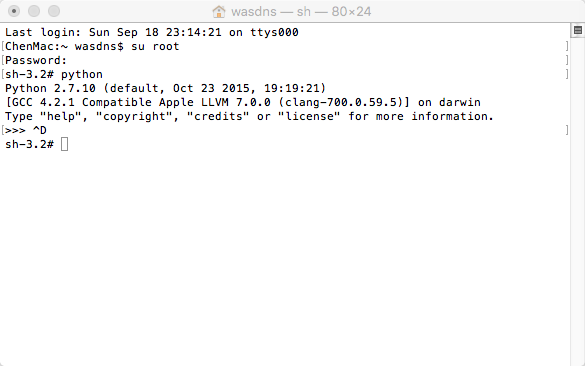 wasdns — sh — 80×24
Last login: Sun Sep 18 23:14:21 on ttys000
[ChenMac:~ wasdns$ su root ]
[Password: ]
[sh-3.2# python ]
Python 2.7.10 (default, Oct 23 2015, 19:19:21)
[GCC 4.2.1 Compatible Apple LLVM 7.0.0 (clang-700.0.59.5)] on darwin
Type "help", "copyright", "credits" or "license" for more information.
[>>> ^D ]
sh-3.2#